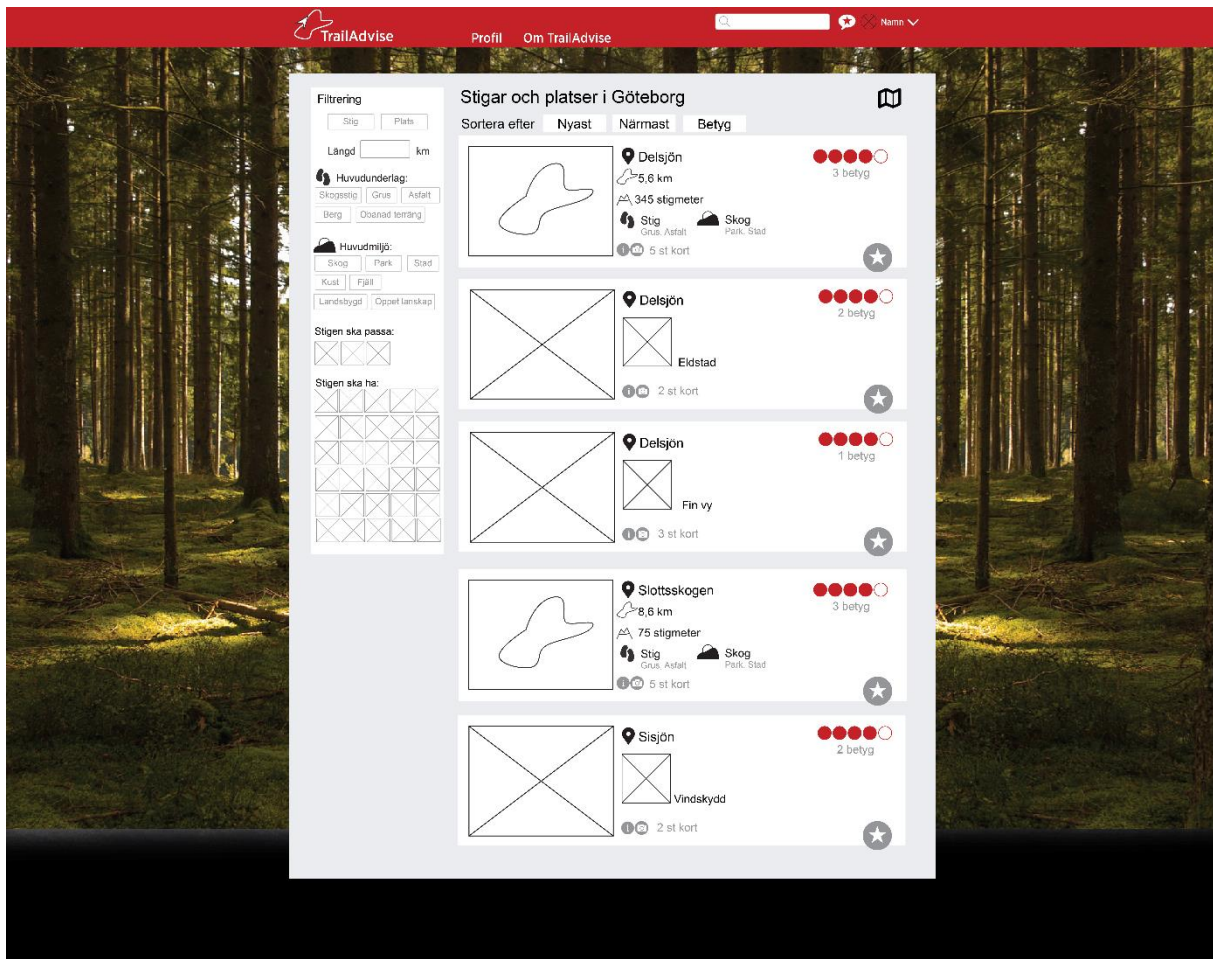 TrailAdvise
Profil Om TrailAdvise
Namn
Filtrering
Stig Plats
Längd km
Huvudunderlag:
Skogsstig Grus Asfalt
Berg Obanad terräng
Huvudmiljö:
Skog Park Stad
Kust Fjäll
Landsbygd Öppet lanskap
Stigen ska passa:
Stigen ska ha:
Stigar och platser i Göteborg
Sortera efter Nyast Närmast Betyg
Delsjön
3 betyg
5,6 km
345 stigmeter
Stig Skog
Grus, Asfalt Park, Stad
5 st kort
Delsjön
2 betyg
Eldstad
2 st kort
Delsjön
1 betyg
Fin vy
3 st kort
Slottsskogen
3 betyg
8,6 km
75 stigmeter
Stig Skog
Grus, Asfalt Park, Stad
5 st kort
Sisjön
2 betyg
Vindskydd
2 st kort